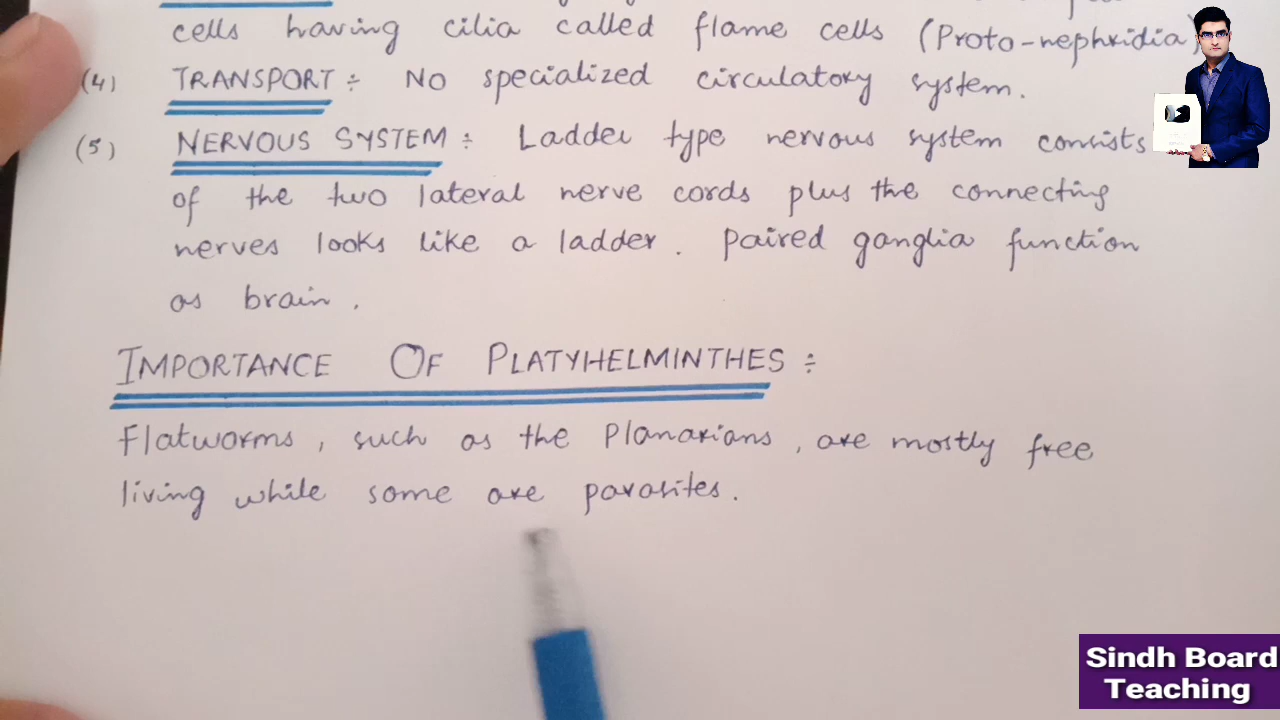 cells having cilia called flame cells (Proto-nephridia)
(4) TRANSPORT ÷ No specialized circulatory system.
(5) NERVOUS SYSTEM ÷ Ladder type nervous system consists
of the two lateral nerve cords plus the connecting
nerves looks like a ladder. Paired ganglia function
as brain.
IMPORTANCE OF PLATYHELMINTHES ÷
Flatworms, such as the Planarians, are mostly free
living while some are parasites.
Sindh Board
Teaching